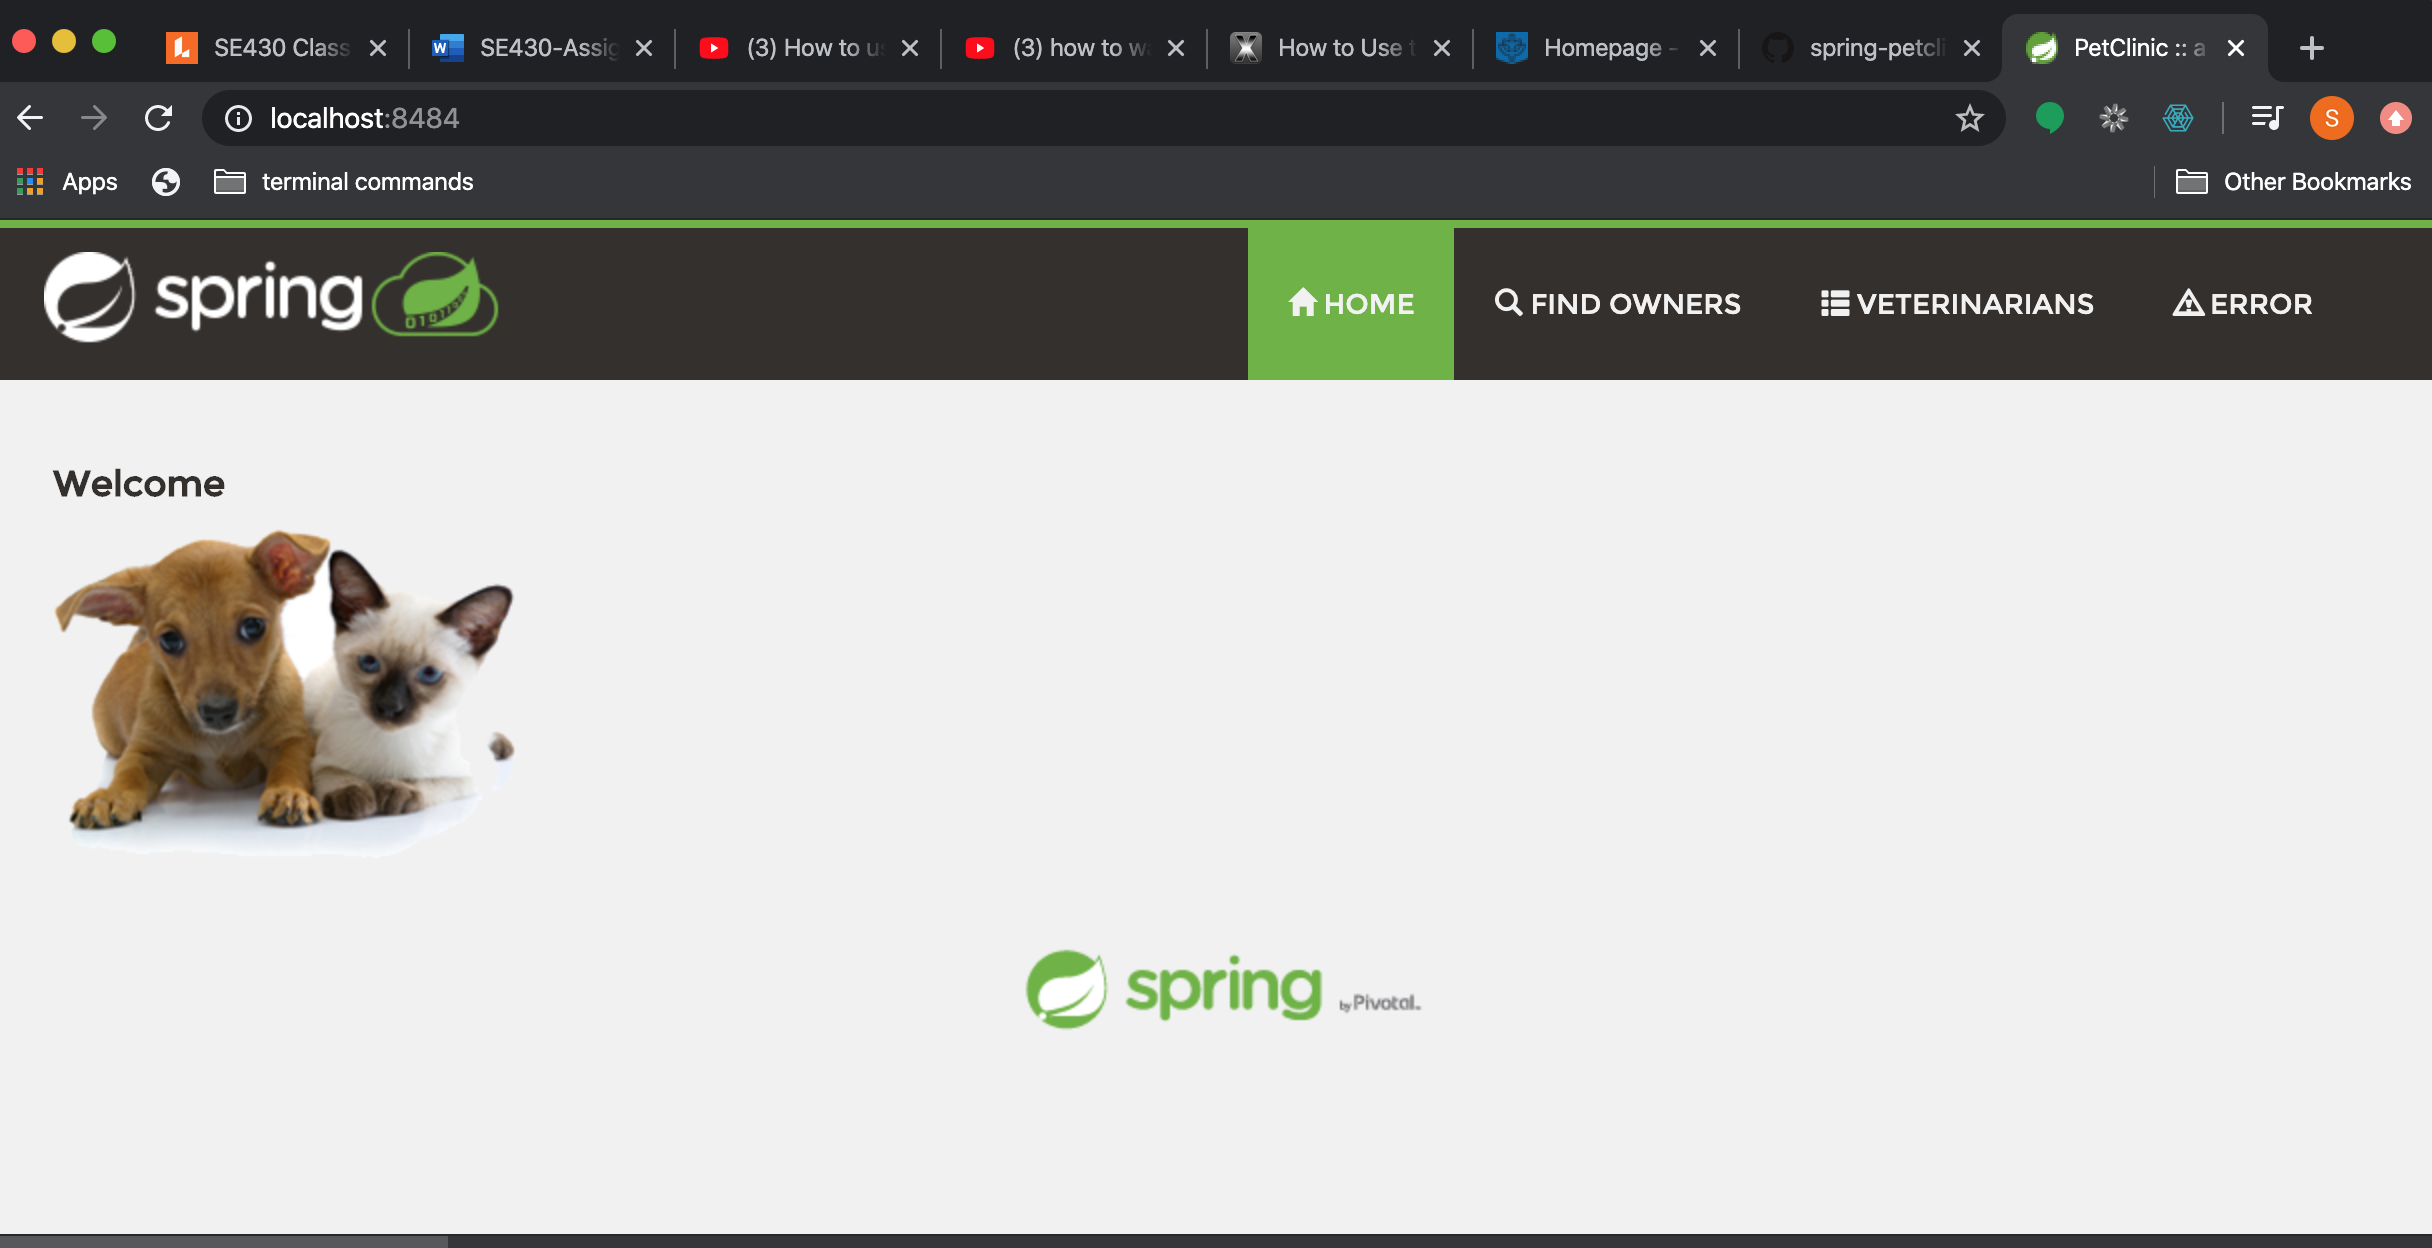 SE430 Class
SE430-Assig
(3) How to u
(3) how to w
How to Use t
Homepage -
spring-petcli
PetClinic :: a
localhost:8484
S
Apps
terminal commands
Other Bookmarks
spring
HOME
FIND OWNERS
VETERINARIANS
ERROR
Welcome
spring by Pivotal.